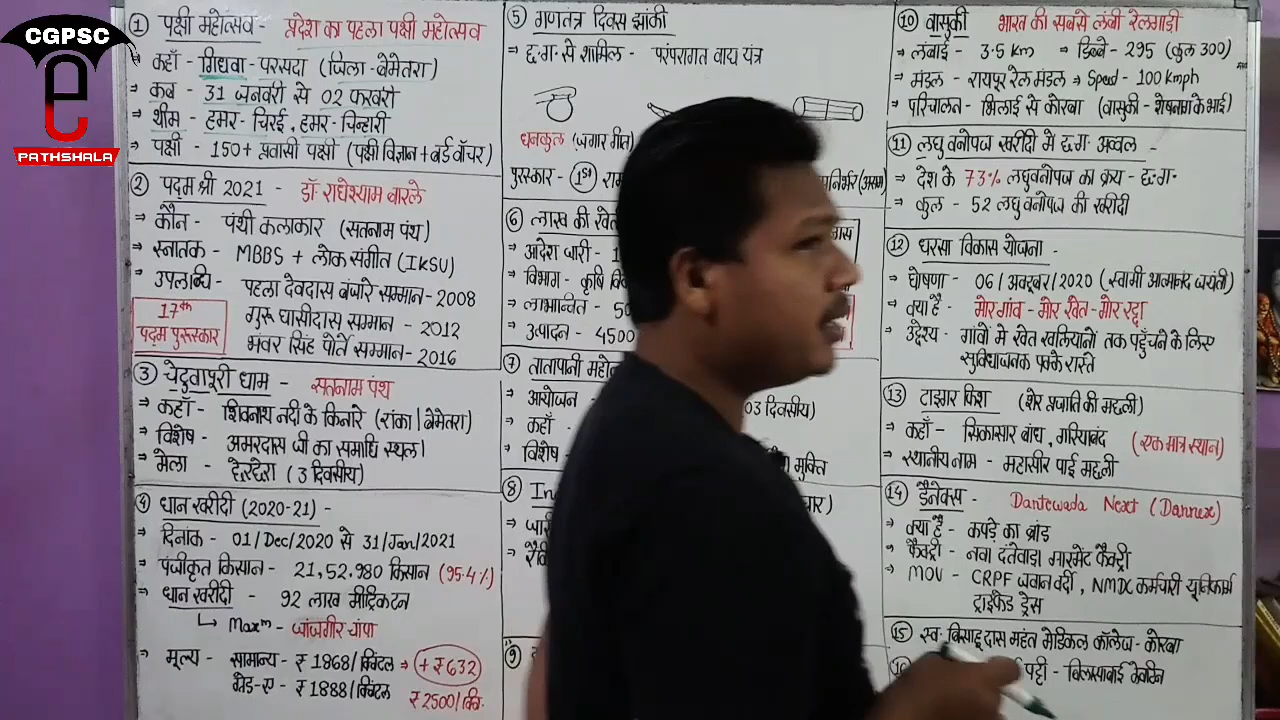 CGPSC
PATHSHALA
① पक्षी महोत्सव - प्रदेश का पहला पक्षी महोत्सव
→ कहाँ - गिधवा - परसदा (जिला - बेमेतरा)
→ कब - 31 जनवरी से 02 फरवरी
→ थीम - हमर - चिरई, हमर - चिन्हारी
→ पक्षी - 150+ प्रवासी पक्षी (पक्षी विज्ञान + बर्ड वॉचर)
② पद्म श्री 2021 - डॉ राधेश्याम बारले
→ कौन - पंथी कलाकार (सतनाम पंथ)
→ स्नातक - MBBS + लोक संगीत (IKSU)
→ उपलब्धि - पहला देवदास बंजारे सम्मान - 2008
गुरु घासीदास सम्मान - 2012
भंवर सिंह पोर्ते सम्मान - 2016
17th
पद्म पुरूस्कार
③ चेटुवापुरी धाम - सतनाम पंथ
→ कहाँ - शिवनाथ नदी के किनारे (रांका | बेमेतरा)
→ विशेष - अमरदास जी का समाधि स्थल।
→ मेला - छेरछेरा (3 दिवसीय)
④ धान खरीदी (2020-21) -
→ दिनांक - 01/Dec/2020 से 31/Jan/2021
→ पंजीकृत किसान - 21,52,980 किसान (95.4%)
→ धान खरीदी - 92 लाख मीट्रिकटन
↳ Maxm - जांजगीर चांपा
→ मूल्य - सामान्य - ₹ 1868/क्विंटल → + ₹ 632
ग्रेड-ए - ₹ 1888/क्विंटल ₹ 2500/क्विं.
⑤ गणतंत्र दिवस झांकी
→ छ.ग. से शामिल - परंपरागत वाद्य यंत्र
धनकुल (जगार गीत)
पुरस्कार - 1st (असम)
⑥ लाख की खेती
→ आदेश जारी -
→ विभाग - कृषि
→ लाभान्वित -
→ उत्पादन - 4500
⑦ तातापानी
→ आयोजन - 03 दिवसीय)
→ कहाँ -
→ विशेष - मुक्ति
⑧
⑨
⑩ वासुकी भारत की सबसे लंबी रेलगाड़ी
→ लंबाई - 3.5 Km → डिब्बे - 295 (कुल 300)
→ मंडल - रायपुर रेल मंडल → Speed - 100 Kmph
→ परिचालन - भिलाई से कोरबा (वासुकी - शेषनाग के भाई)
⑪ लघु वनोपज खरीदी में छ.ग. अव्वल -
→ देश के 73% लघुवनोपज का क्रय - छ.ग.
→ कुल - 52 लघु वनोपज की खरीदी
⑫ धरसा विकास योजना -
→ घोषणा - 06/अक्टूबर/2020 (स्वामी आत्मानंद जयंती)
→ क्या है - मोर गांव - मोर खेत - मोर रद्दा
→ उद्देश्य - गांवो मे खेत खलियानों तक पहुँचने के लिए
सुविधाजनक पक्के रास्ते
⑬ टाइगर फिश (शेर प्रजाति की मछली)
→ कहाँ - सिकासार बांध, गरियाबंद (एक मात्र स्थान)
→ स्थानीय नाम - महासीर पाई मछली
⑭ डैनेक्स - Dantewada Next (Dannex)
→ क्या है - कपड़े का ब्रांड
→ फैक्ट्री - नवा दंतेवाड़ा गारमेंट फैक्ट्री
→ MOU - CRPF जवान वर्दी, NMDC कर्मचारी यूनिफार्म
ट्राईफेड ड्रेस
⑮ स्व. बिसाहू दास महंत मेडिकल कॉलेज - कोरबा
पट्टी - बिलासाबाई केंवटिन